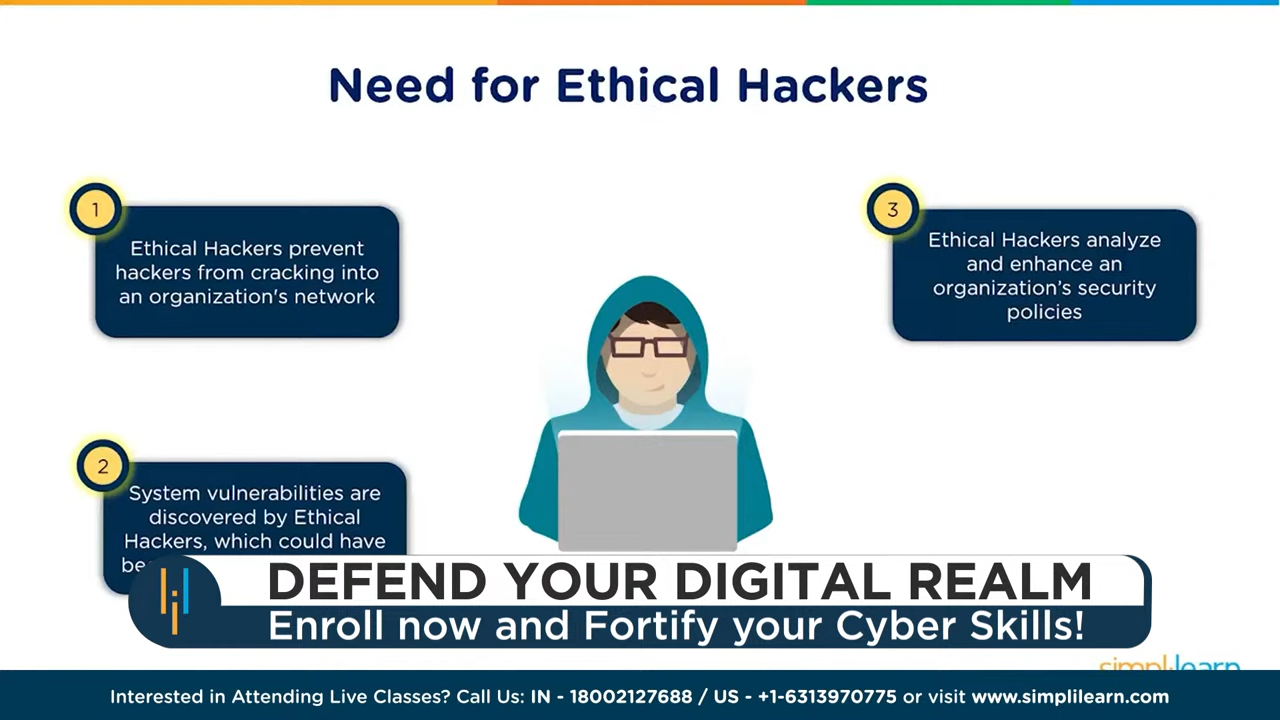 Need for Ethical Hackers
1
Ethical Hackers prevent
hackers from cracking into
an organization's network
2
System vulnerabilities are
discovered by Ethical
Hackers, which could have
3
Ethical Hackers analyze
and enhance an
organization's security
policies
DEFEND YOUR DIGITAL REALM
Enroll now and Fortify your Cyber Skills!
simplilearn
Interested in Attending Live Classes? Call Us: IN - 18002127688 / US - +1-6313970775 or visit www.simplilearn.com